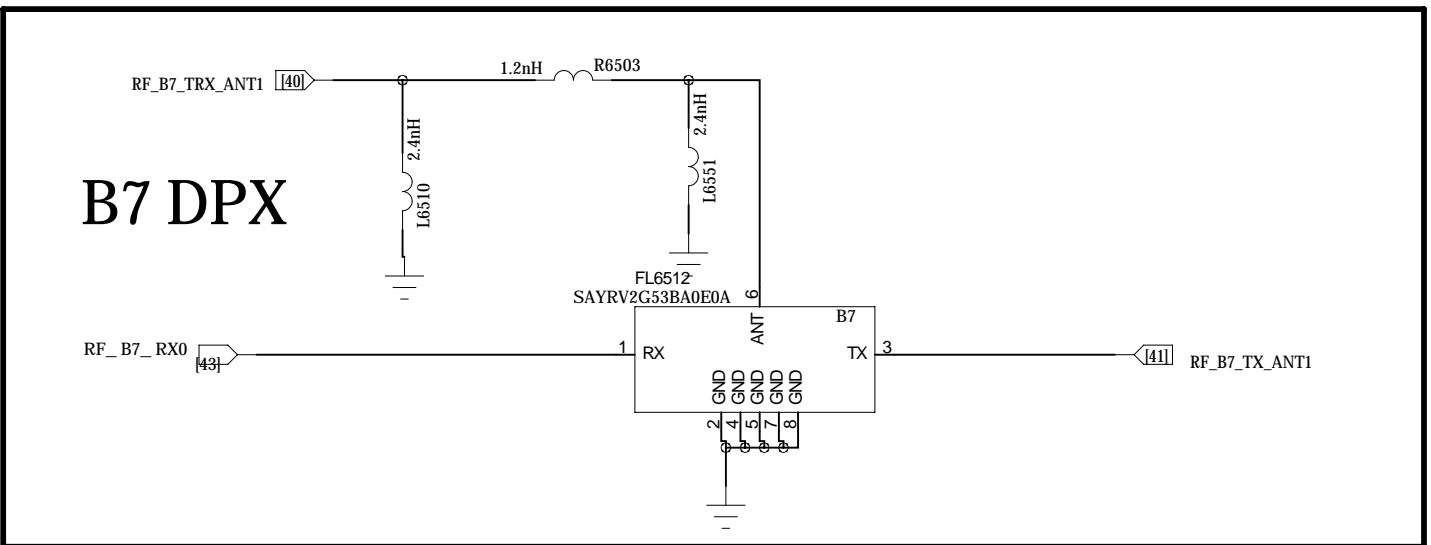 1.2nH R6503
RF_B7_TRX_ANT1 [40]
2.4nH
L6510
2.4nH
L6551
B7 DPX
FL6512
SAYRV2G53BA0E0A
6
B7
ANT
RF_ B7_ RX0 [43]
1 RX
TX 3
[41] RF_B7_TX_ANT1
GND GND GND GND GND
2 4 5 7 8